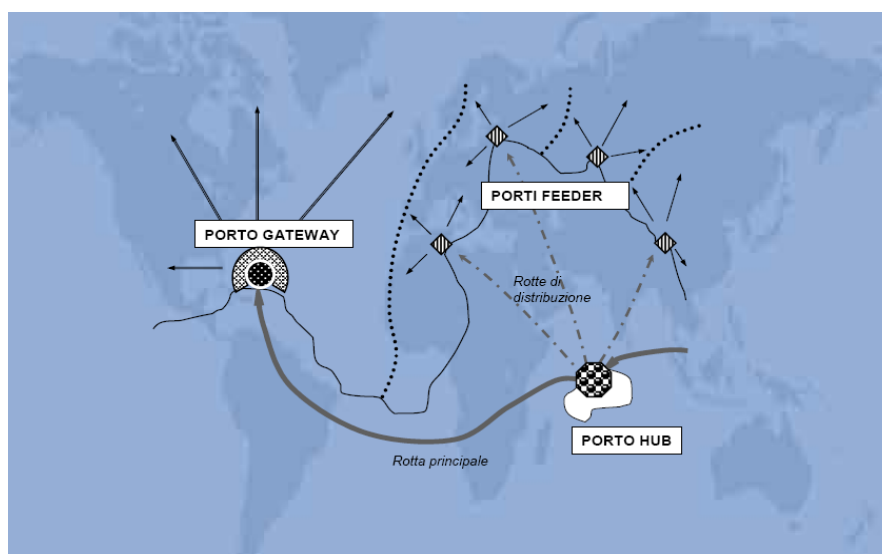 PORTI FEEDER
PORTO GATEWAY
Rotte di
distribuzione
PORTO HUB
Rotta principale